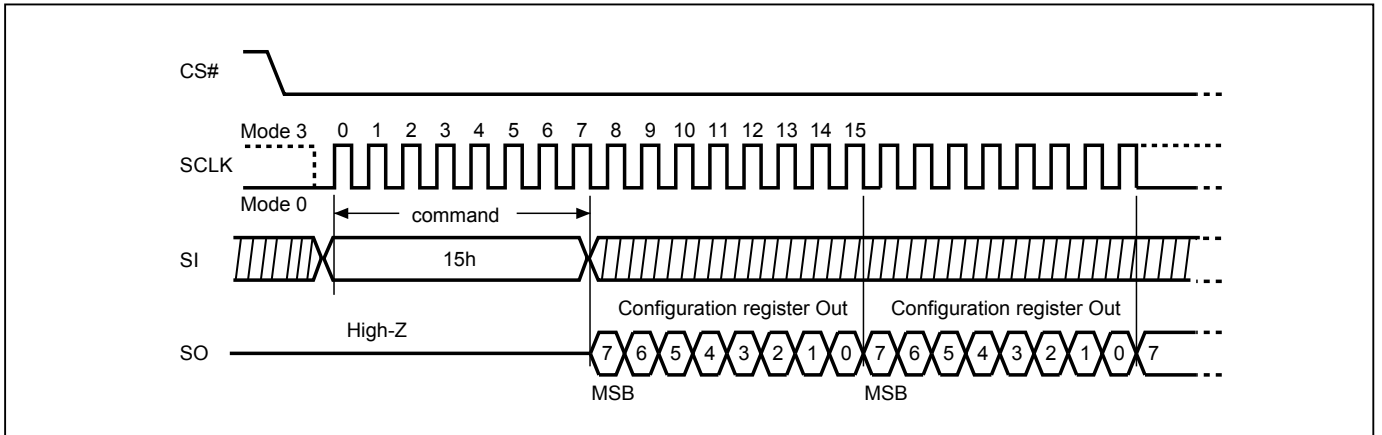 CS#
Mode 3 0 1 2 3 4 5 6 7 8 9 10 11 12 13 14 15
SCLK
Mode 0
command
SI 15h
Configuration register Out Configuration register Out
High-Z
SO 7 6 5 4 3 2 1 0 7 6 5 4 3 2 1 0 7
MSB MSB